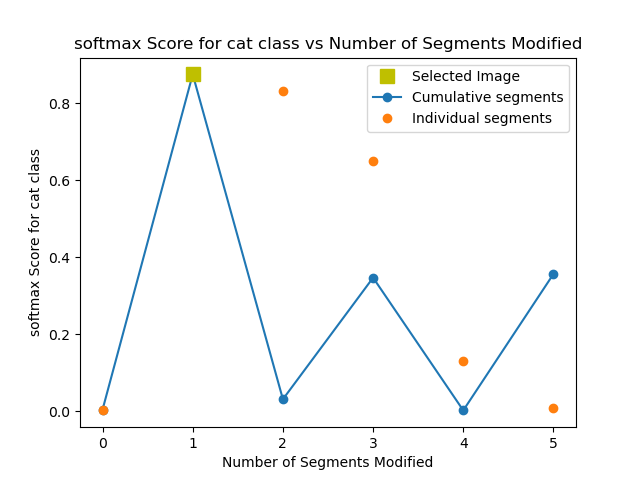 softmax Score for cat class vs Number of Segments Modified
Selected Image
Cumulative segments
Individual segments
softmax Score for cat class
0.8
0.6
0.4
0.2
0.0
0 1 2 3 4 5
Number of Segments Modified